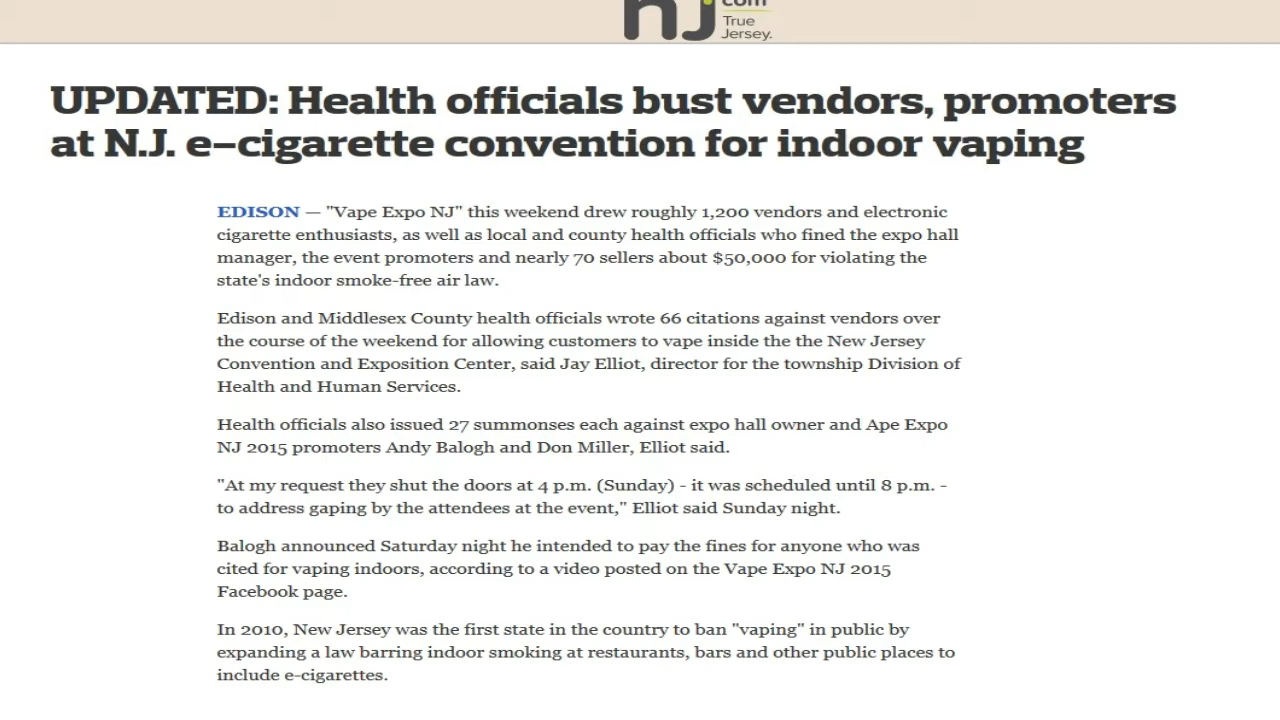 nj.com
True
Jersey.
UPDATED: Health officials bust vendors, promoters
at N.J. e-cigarette convention for indoor vaping
EDISON — "Vape Expo NJ" this weekend drew roughly 1,200 vendors and electronic
cigarette enthusiasts, as well as local and county health officials who fined the expo hall
manager, the event promoters and nearly 70 sellers about $50,000 for violating the
state's indoor smoke-free air law.
Edison and Middlesex County health officials wrote 66 citations against vendors over
the course of the weekend for allowing customers to vape inside the the New Jersey
Convention and Exposition Center, said Jay Elliot, director for the township Division of
Health and Human Services.
Health officials also issued 27 summonses each against expo hall owner and Ape Expo
NJ 2015 promoters Andy Balogh and Don Miller, Elliot said.
"At my request they shut the doors at 4 p.m. (Sunday) - it was scheduled until 8 p.m. -
to address gaping by the attendees at the event," Elliot said Sunday night.
Balogh announced Saturday night he intended to pay the fines for anyone who was
cited for vaping indoors, according to a video posted on the Vape Expo NJ 2015
Facebook page.
In 2010, New Jersey was the first state in the country to ban "vaping" in public by
expanding a law barring indoor smoking at restaurants, bars and other public places to
include e-cigarettes.